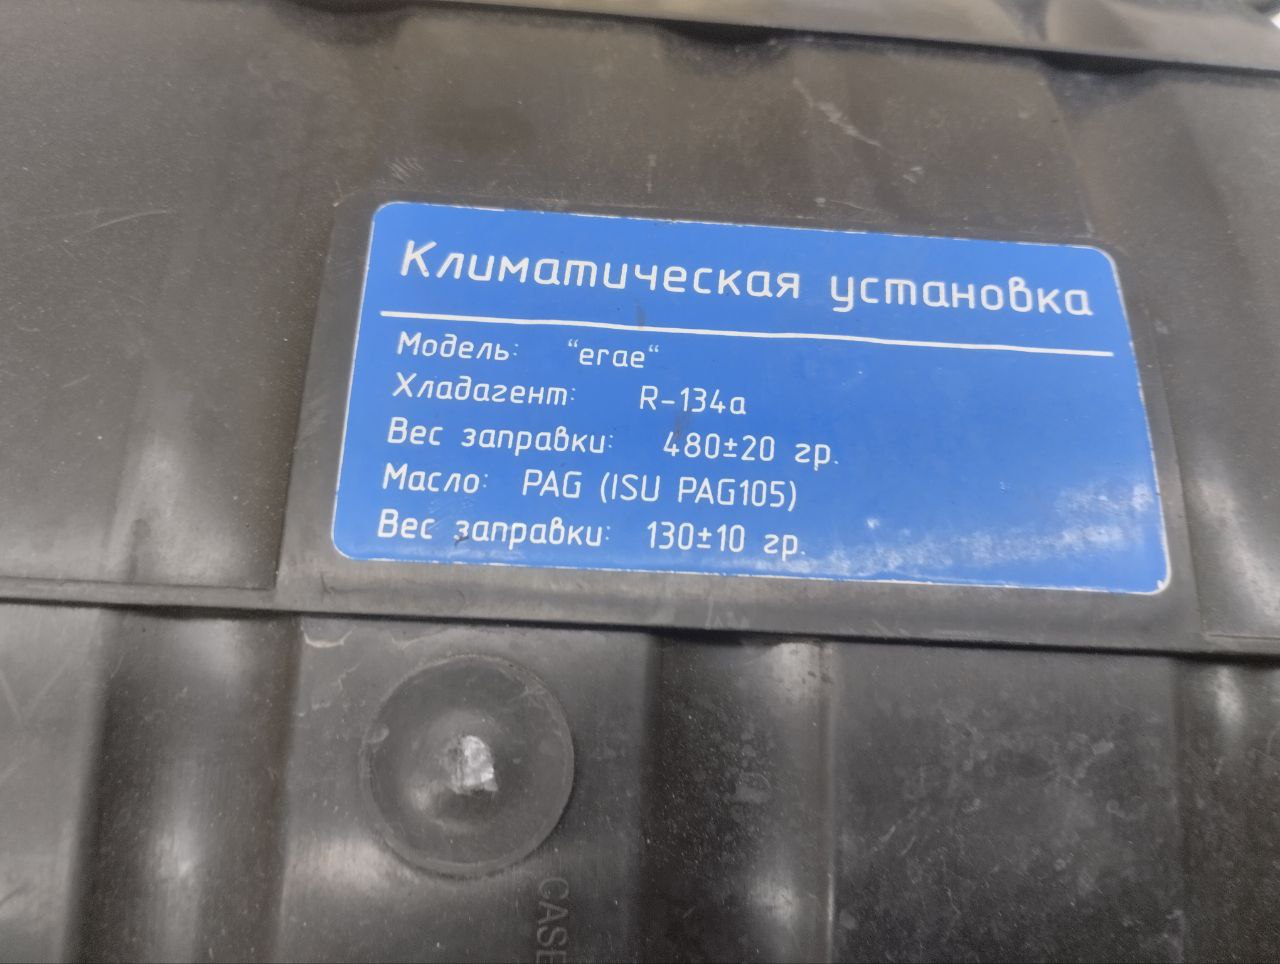 Климатическая установка
Модель: “erae“
Хладагент: R-134a
Вес заправки: 480±20 гр.
Масло: PAG (ISU PAG105)
Вес заправки: 130±10 гр.
CASE